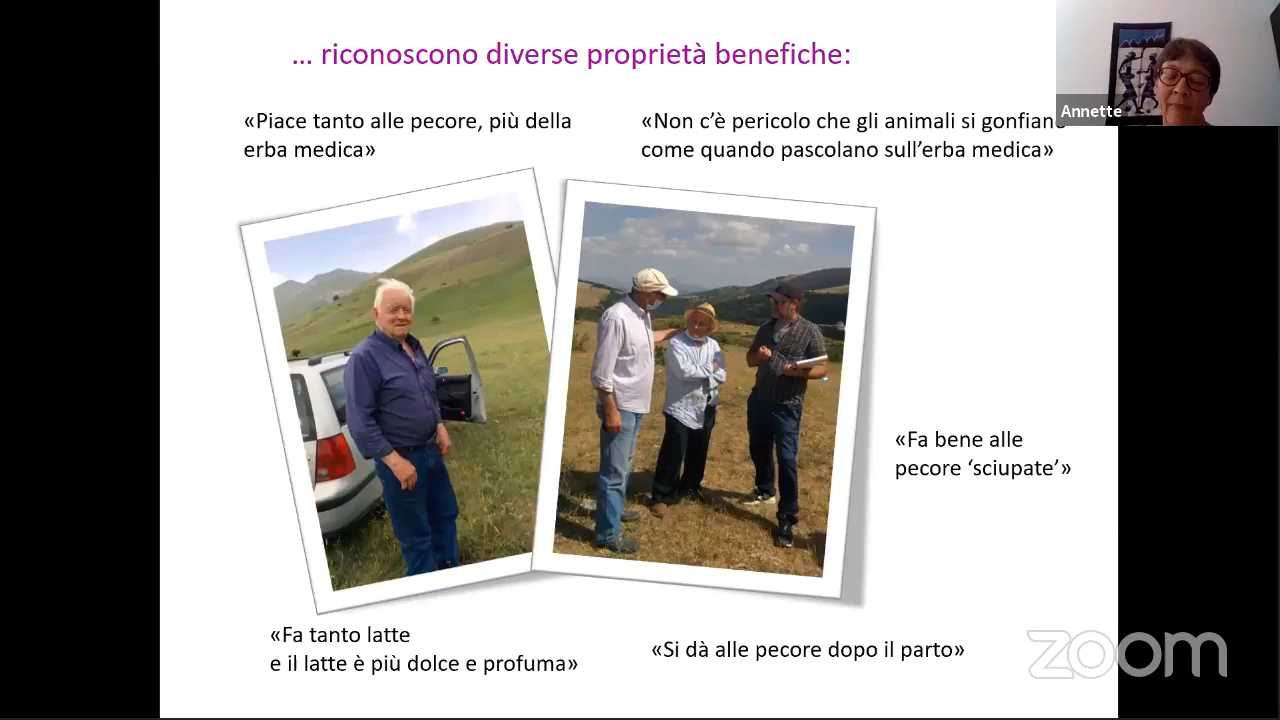 … riconoscono diverse proprietà benefiche:
Annette
«Piace tanto alle pecore, più della
erba medica»
«Non c’è pericolo che gli animali si gonfiano
come quando pascolano sull’erba medica»
«Fa bene alle
pecore ‘sciupate’»
«Fa tanto latte
e il latte è più dolce e profuma»
«Si dà alle pecore dopo il parto»
zoom